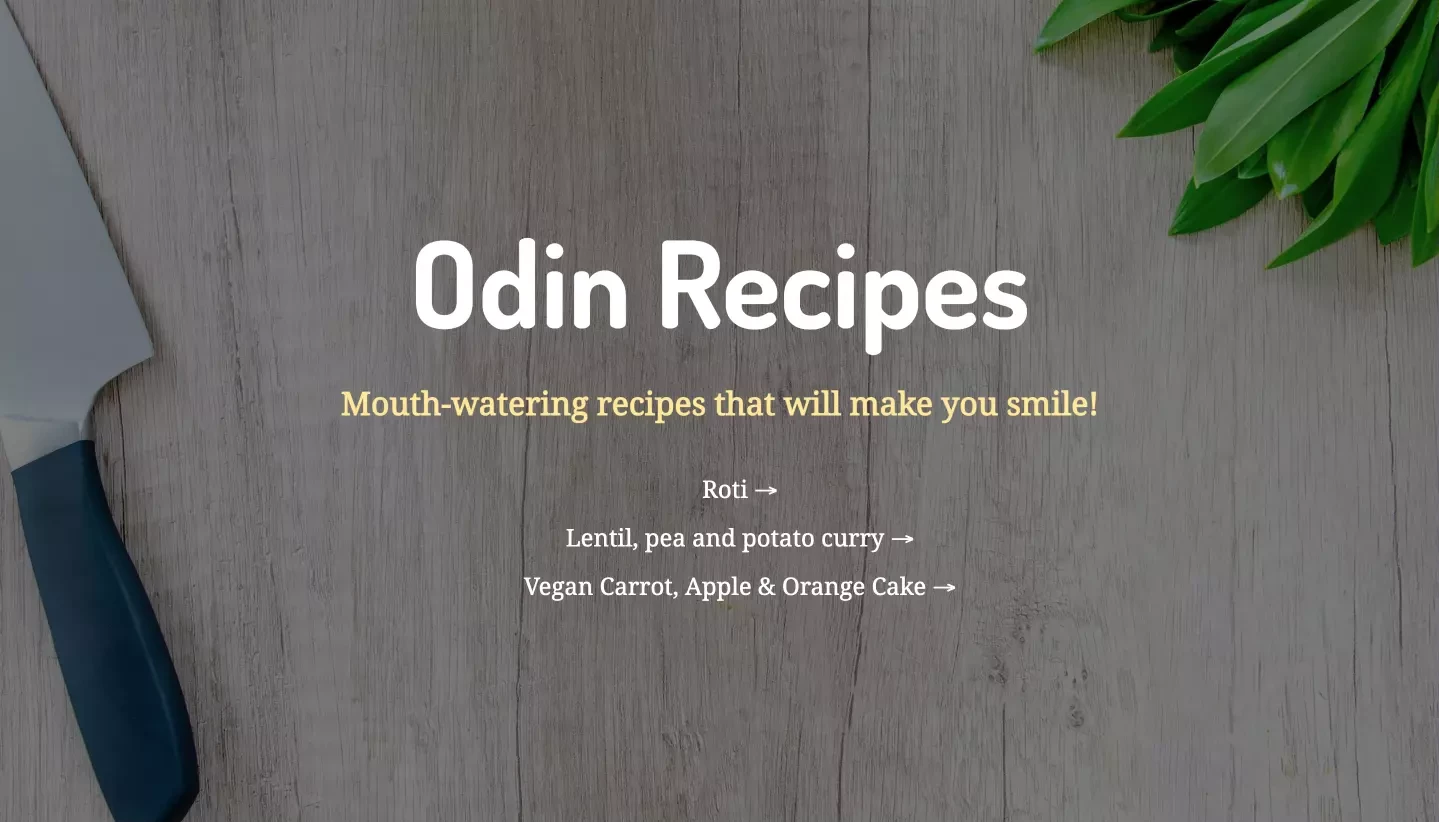 Odin Recipes
Mouth-watering recipes that will make you smile!
Roti →
Lentil, pea and potato curry →
Vegan Carrot, Apple & Orange Cake →